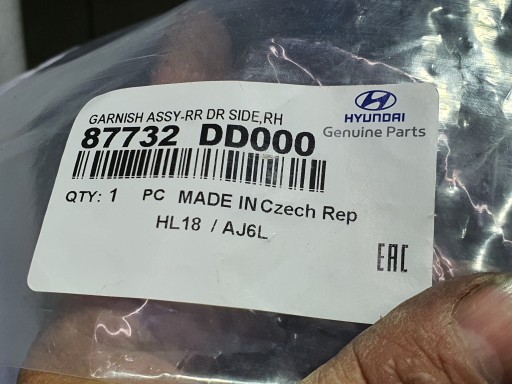 GARNISH ASSY-RR DR SIDE,RH
HYUNDAI
87732 DD000
Genuine Parts
QTY: 1 PC MADE IN Czech Rep
HL18 / AJ6L
EAC